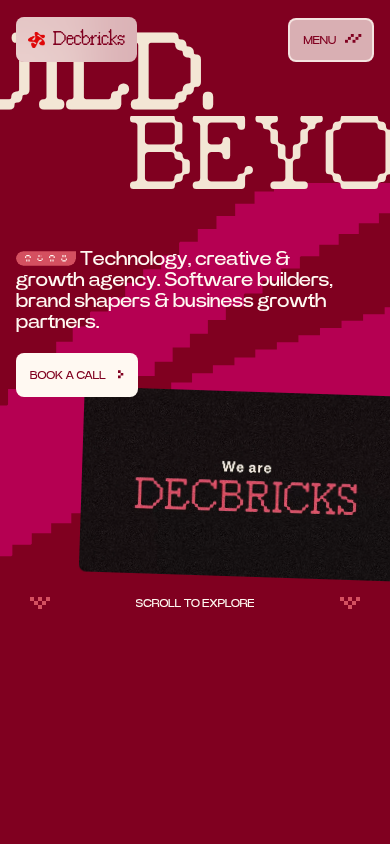 Decbricks
MENU
ILD.
BEYO
Technology, creative &
growth agency. Software builders,
brand shapers & business growth
partners.
BOOK A CALL
We are
DECBRICKS
SCROLL TO EXPLORE